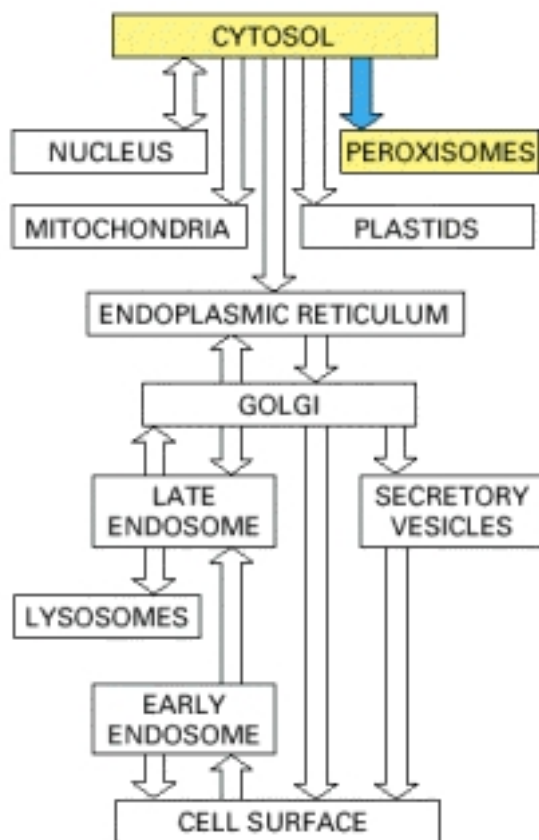 CYTOSOL
NUCLEUS
PEROXISOMES
MITOCHONDRIA
PLASTIDS
ENDOPLASMIC RETICULUM
GOLGI
LATE
ENDOSOME
SECRETORY
VESICLES
LYSOSOMES
EARLY
ENDOSOME
CELL SURFACE